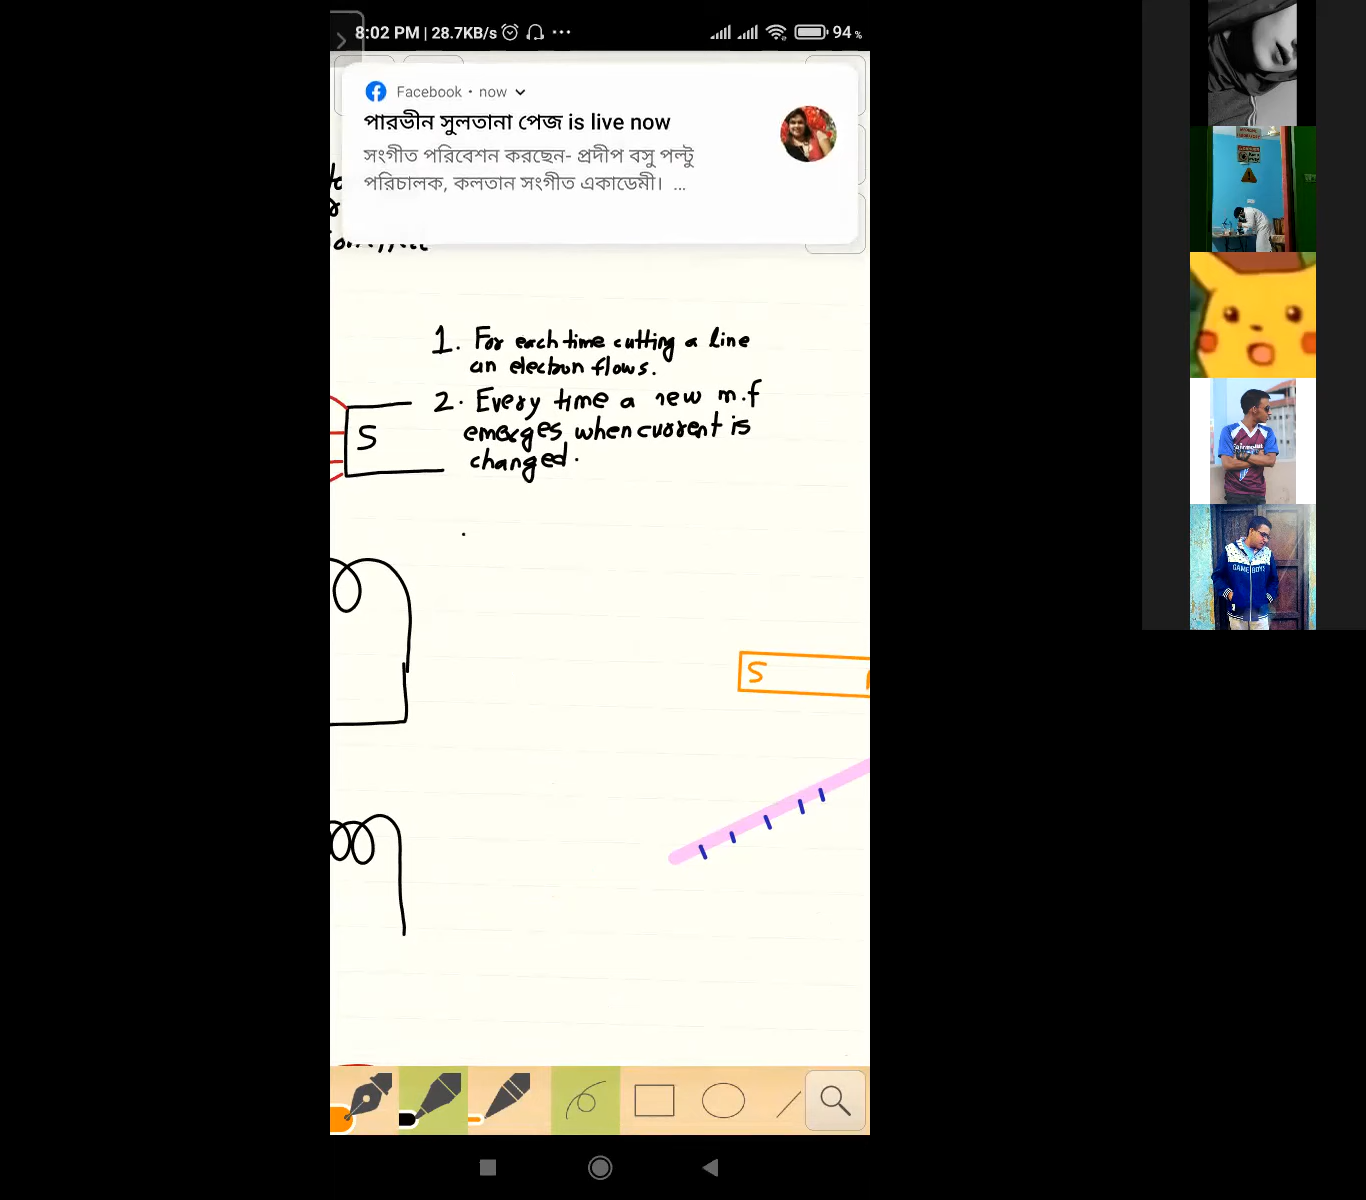 8:02 PM | 28.7KB/s
94%
Facebook • now
পারভীন সুলতানা পেজ is live now
সংগীত পরিবেশন করছেন- প্রদীপ বসু পল্টু
পরিচালক, কলতান সংগীত একাডেমী। ...
1. For each time cutting a line
an electron flows.
2. Every time a new m.f
emerges when current is
changed.
S
S
GAME BOYS